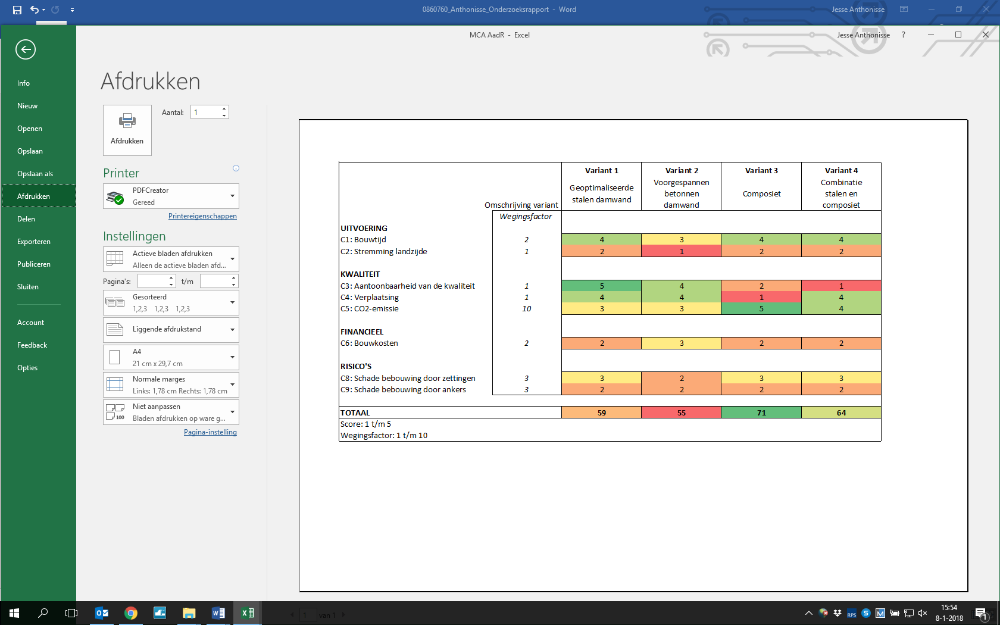 0860760_Anthonisse_Onderzoeksrapport - Word
Jesse Anthonisse
MCA AadR - Excel
Jesse Anthonisse
?
Info
Nieuw
Openen
Opslaan
Opslaan als
Afdrukken
Delen
Exporteren
Publiceren
Sluiten
Account
Feedback
Opties
Afdrukken
Afdrukken
Aantal: 1
Printer
PDFCreator
Gereed
Printereigenschappen
Instellingen
Actieve bladen afdrukken
Alleen de actieve bladen afd...
Pagina's: t/m
Gesorteerd
1,2,3 1,2,3 1,2,3
Liggende afdrukstand
A4
21 cm x 29,7 cm
Normale marges
Links: 1,78 cm Rechts: 1,78 cm
Niet aanpassen
Bladen afdrukken op ware g...
100
Pagina-instelling
Variant 1 Variant 2 Variant 3 Variant 4
Geoptimaliseerde stalen damwand
Voorgespannen betonnen damwand
Composiet
Combinatie stalen en composiet
Omschrijving variant
Wegingsfactor
UITVOERING
C1: Bouwtijd 2 4 3 4 4
C2: Stremming landzijde 1 2 1 2 2
KWALITEIT
C3: Aantoonbaarheid van de kwaliteit 1 5 4 2 1
C4: Verplaatsing 1 4 4 1 4
C5: CO2-emissie 10 3 3 5 4
FINANCIEEL
C6: Bouwkosten 2 2 3 2 2
RISICO'S
C8: Schade bebouwing door zettingen 3 3 2 3 3
C9: Schade bebouwing door ankers 3 2 2 2 2
TOTAAL 59 55 71 64
Score: 1 t/m 5
Wegingsfactor: 1 t/m 10
1 van 1
RPS
15:54
8-1-2018
1